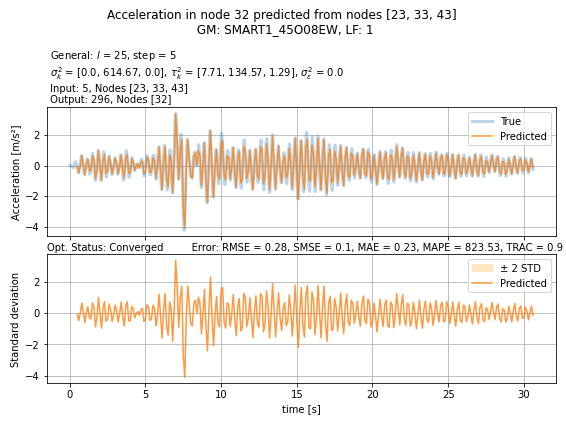 Acceleration in node 32 predicted from nodes [23, 33, 43]
GM: SMART1_45O08EW, LF: 1
General: l = 25, step = 5
σ_k² = [0.0, 614.67, 0.0], τ_k² = [7.71, 134.57, 1.29], σ_ε² = 0.0
Input: 5, Nodes [23, 33, 43]
Output: 296, Nodes [32]
True
Predicted
Acceleration [m/s²]
2
0
−2
−4
Opt. Status: Converged Error: RMSE = 0.28, SMSE = 0.1, MAE = 0.23, MAPE = 823.53, TRAC = 0.9
± 2 STD
Predicted
Standard deviation
2
0
−2
−4
0 5 10 15 20 25 30
time [s]